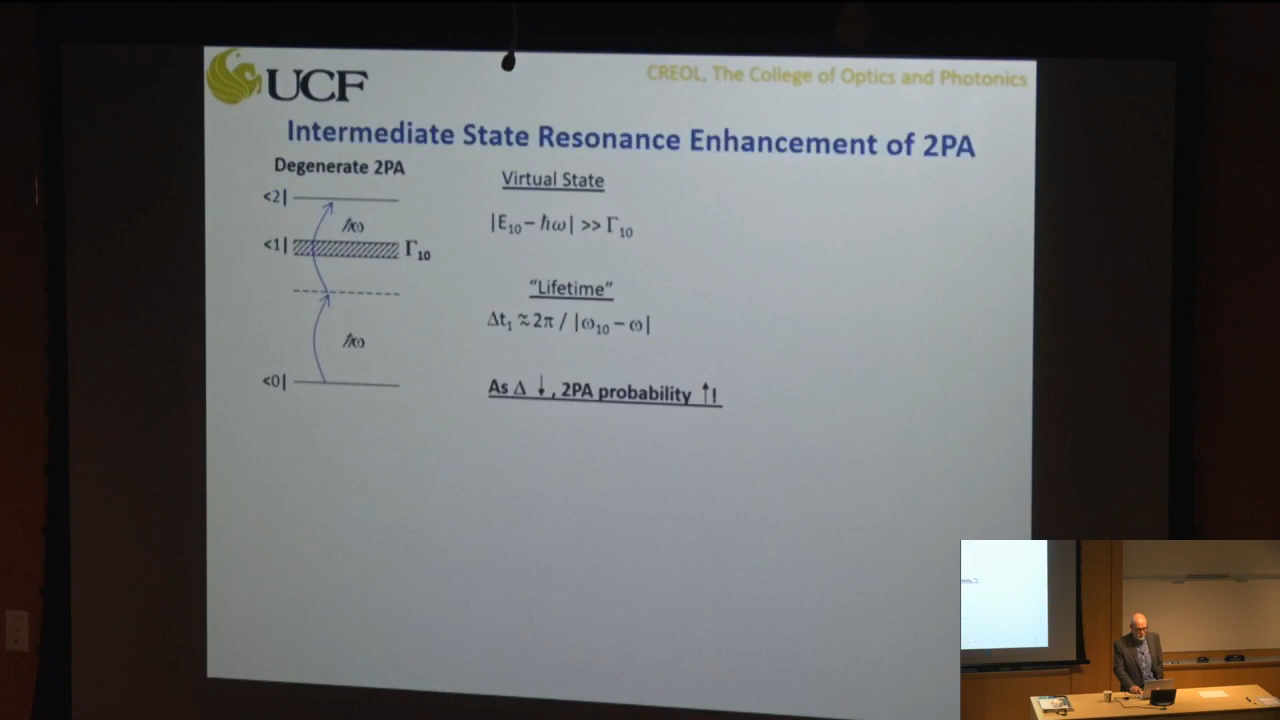 UCF
CREOL, The College of Optics and Photonics
Intermediate State Resonance Enhancement of 2PA
Degenerate 2PA
<2|
ħω
<1|
Γ₁₀
ħω
<0|
Virtual State
|E₁₀ − ħω| >> Γ₁₀
"Lifetime"
Δt₁ ≈ 2π / |ω₁₀ − ω|
As Δ ↓, 2PA probability ↑!